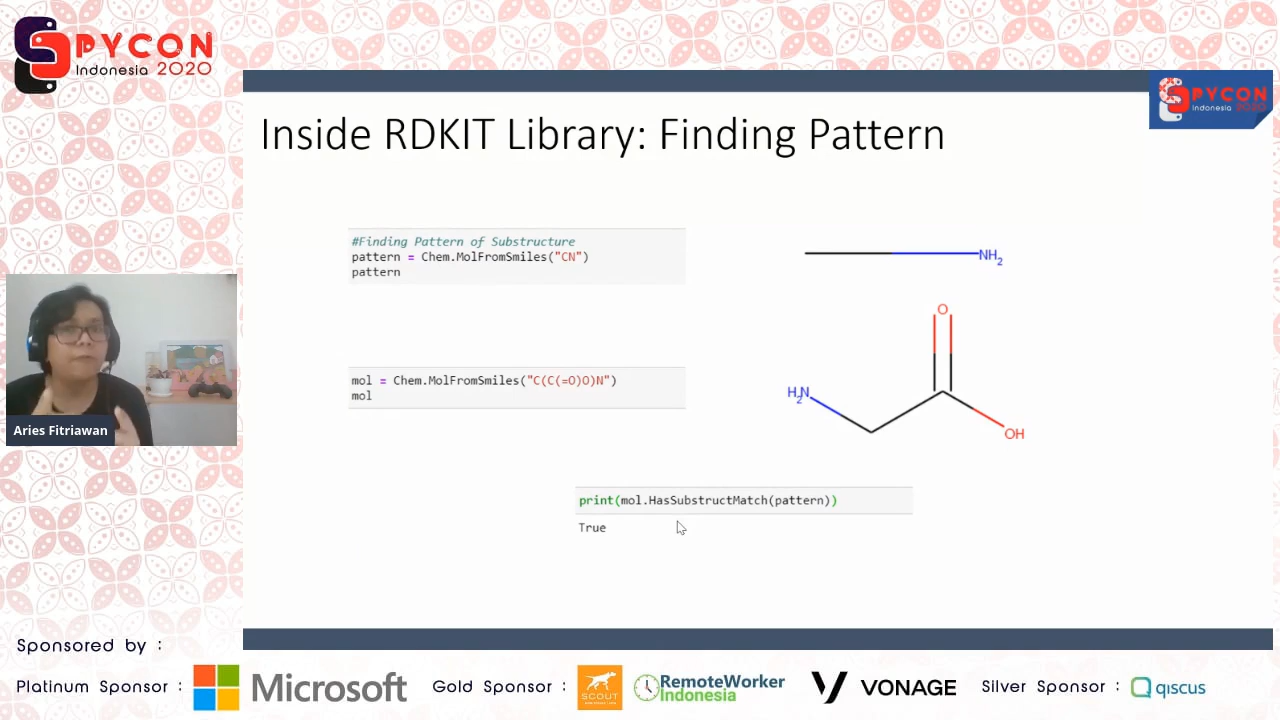 PYCON
Indonesia 2020
PYCON
Indonesia 2020
Inside RDKIT Library: Finding Pattern
#Finding Pattern of Substructure
pattern = Chem.MolFromSmiles("CN")
pattern
NH2
O
mol = Chem.MolFromSmiles("C(C(=O)O)N")
mol
H2N
OH
Aries Fitriawan
print(mol.HasSubstructMatch(pattern))
True
Sponsored by :
Platinum Sponsor :
Microsoft
Gold Sponsor :
SCOUT
RemoteWorker
Indonesia
VONAGE
Silver Sponsor :
qiscus